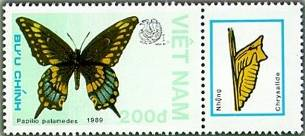 BƯU CHÍNH
VIỆT NAM
200đ
Papilio palamedes 1989
Nhộng
Chrysalide